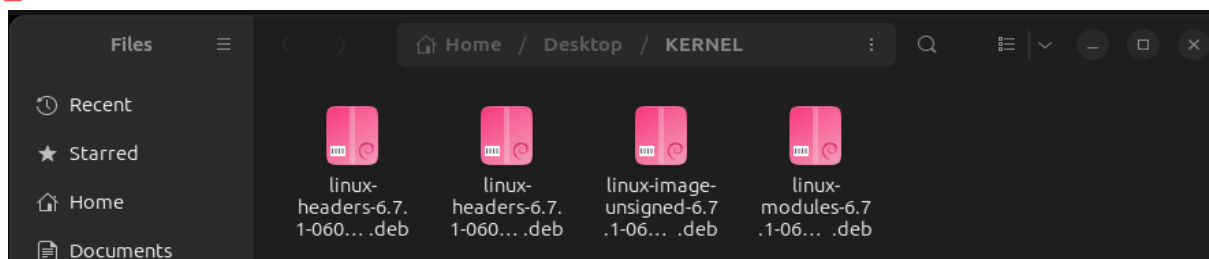 Files
Home / Desktop / KERNEL
Recent
Starred
Home
Documents
linux-
headers-6.7.
1-060… .deb
linux-
headers-6.7.
1-060… .deb
linux-image-
unsigned-6.7
.1-06… .deb
linux-
modules-6.7
.1-06… .deb